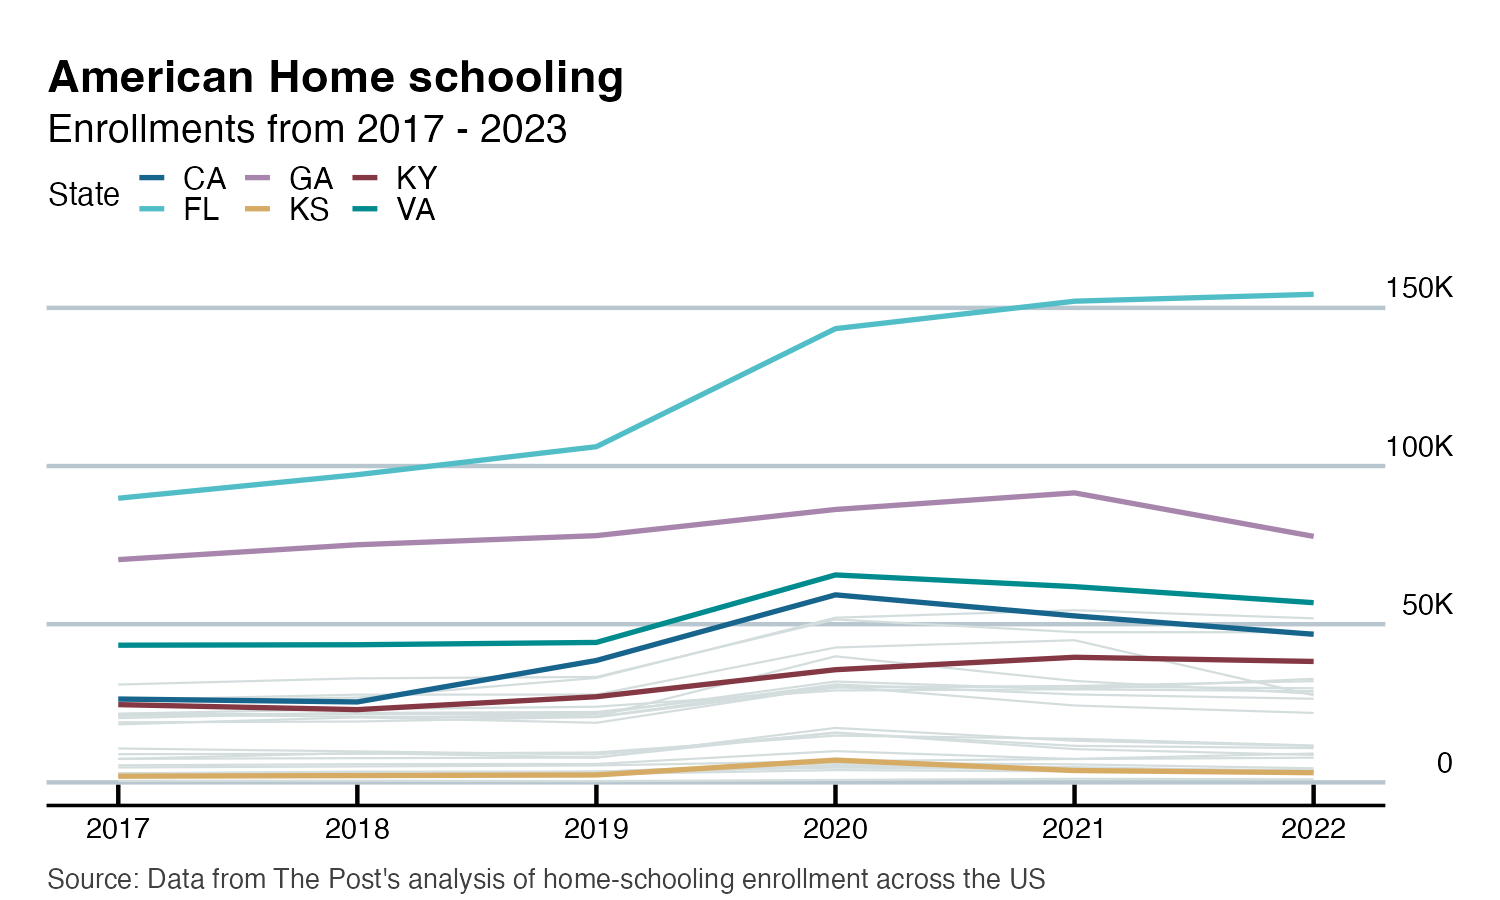 American Home schooling
Enrollments from 2017 - 2023
State CA GA KY
FL KS VA
150K
100K
50K
0
2017 2018 2019 2020 2021 2022
Source: Data from The Post's analysis of home-schooling enrollment across the US